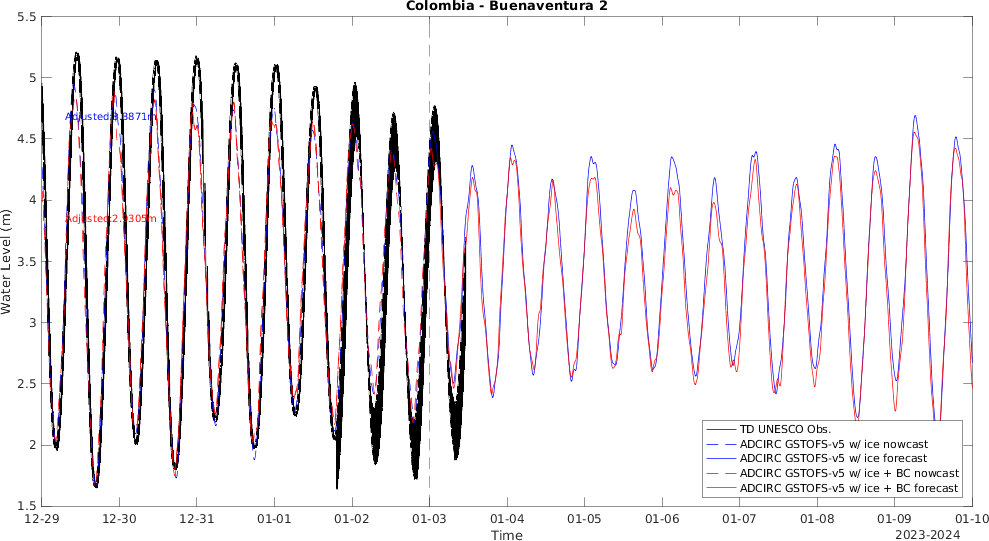 Colombia - Buenaventura 2
5.5
5
4.5
4
3.5
3
2.5
2
1.5
Water Level (m)
Adjusted:
Adjusted:
TD UNESCO Obs.
ADCIRC GSTOFS-v5 w/ ice nowcast
ADCIRC GSTOFS-v5 w/ ice forecast
ADCIRC GSTOFS-v5 w/ ice + BC nowcast
ADCIRC GSTOFS-v5 w/ ice + BC forecast
12-29 12-30 12-31 01-01 01-02 01-03 01-04 01-05 01-06 01-07 01-08 01-09 01-10
Time
2023-2024